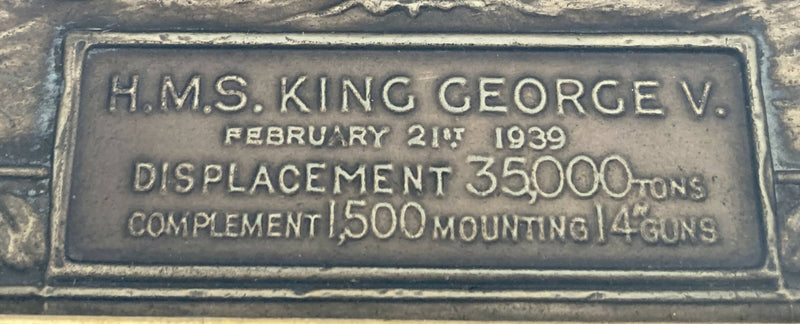 H.M.S. KING GEORGE V.
FEBRUARY 21ST 1939
DISPLACEMENT 35,000 TONS
COMPLEMENT 1,500 MOUNTING 14" GUNS